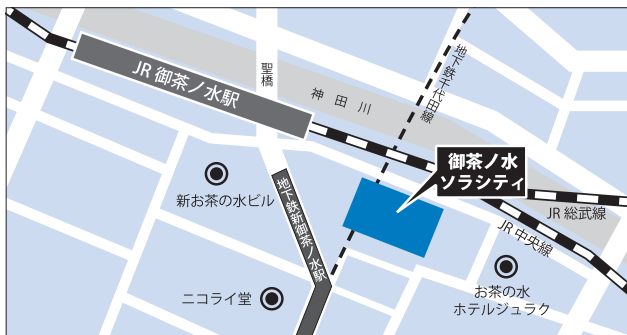 JR 御茶ノ水駅
聖橋
神田川
地下鉄千代田線
御茶ノ水
ソラシティ
新お茶の水ビル
地下鉄新御茶ノ水駅
JR 総武線
JR 中央線
ニコライ堂
お茶の水
ホテルジュラク